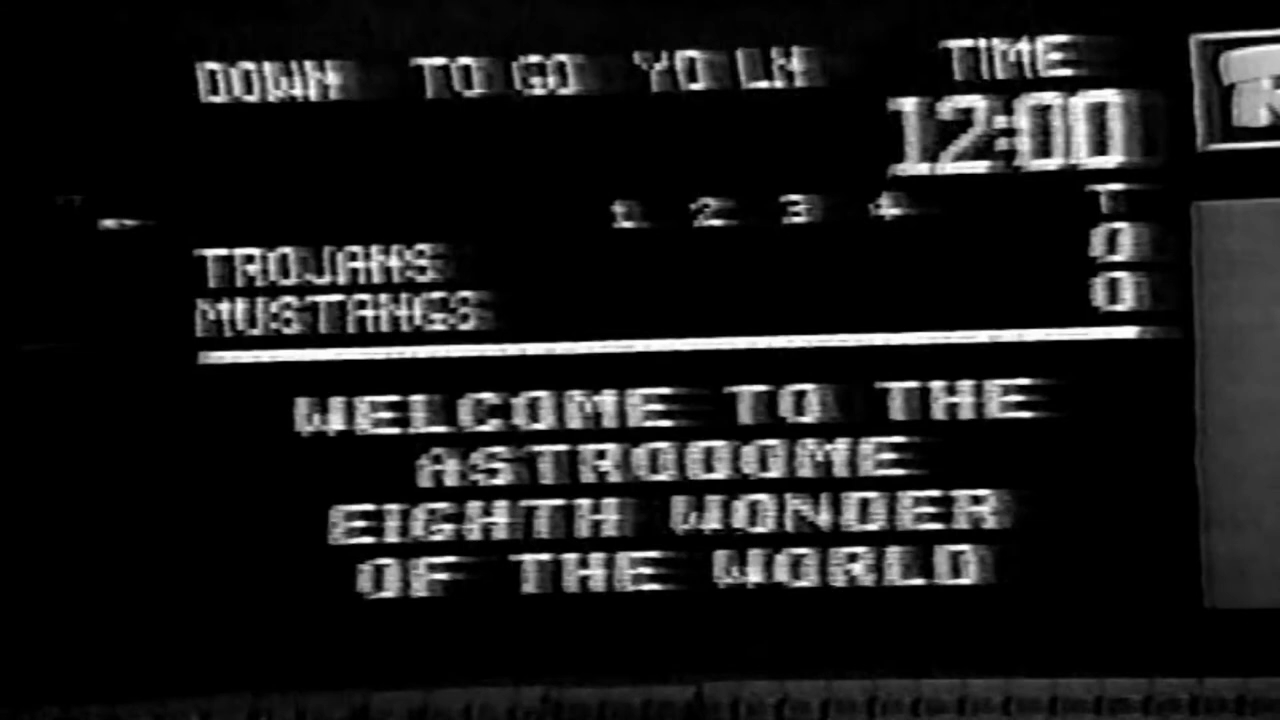 DOWN TO GO YD LN TIME
12:00
1 2 3 4 T
TROJANS 0
MUSTANGS 0
WELCOME TO THE
ASTRODOME
EIGHTH WONDER
OF THE WORLD